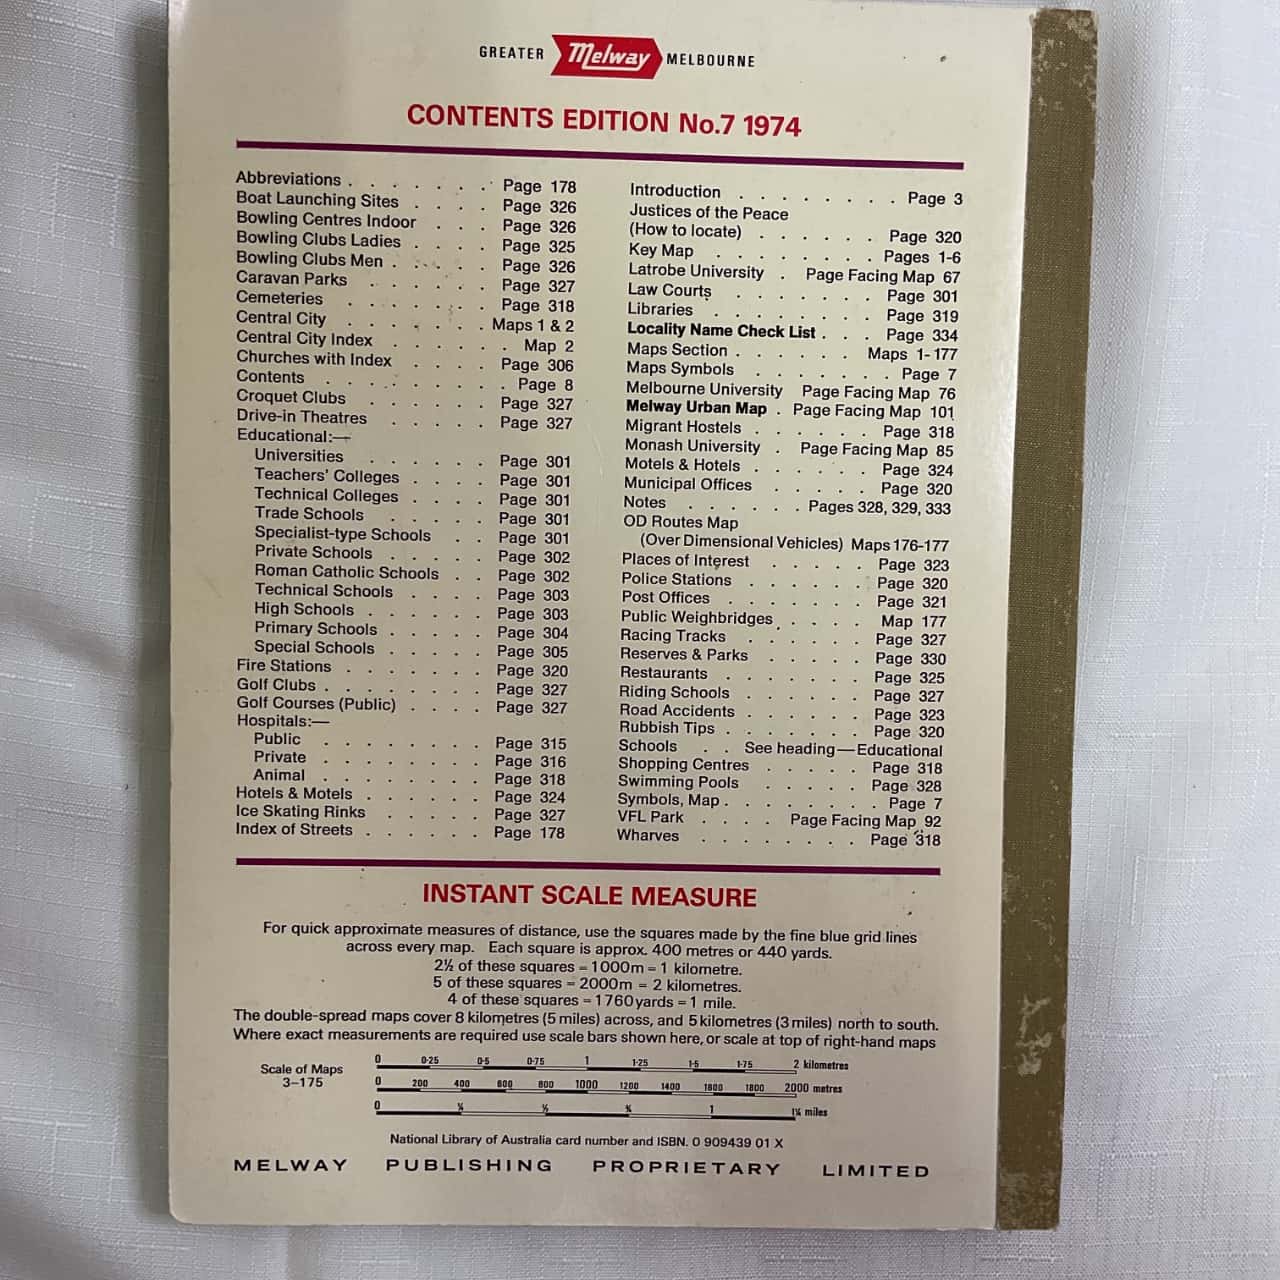 GREATER Melway MELBOURNE
CONTENTS EDITION No.7 1974
Abbreviations . . . . . . . Page 178
Boat Launching Sites . . . . Page 326
Bowling Centres Indoor . . . Page 326
Bowling Clubs Ladies . . . . Page 325
Bowling Clubs Men . . . . . Page 326
Caravan Parks . . . . . . Page 327
Cemeteries . . . . . . . Page 318
Central City . . . . . . . Maps 1 & 2
Central City Index . . . . . . Map 2
Churches with Index . . . . Page 306
Contents . . . . . . . . . Page 8
Croquet Clubs . . . . . . Page 327
Drive-in Theatres . . . . . Page 327
Educational:—
Universities . . . . . . Page 301
Teachers' Colleges . . . . Page 301
Technical Colleges . . . . Page 301
Trade Schools . . . . . Page 301
Specialist-type Schools . . Page 301
Private Schools . . . . . Page 302
Roman Catholic Schools . . Page 302
Technical Schools . . . . Page 303
High Schools . . . . . . Page 303
Primary Schools . . . . . Page 304
Special Schools . . . . . Page 305
Fire Stations . . . . . . . Page 320
Golf Clubs . . . . . . . . Page 327
Golf Courses (Public) . . . . Page 327
Hospitals:—
Public . . . . . . . . Page 315
Private . . . . . . . . Page 316
Animal . . . . . . . . Page 318
Hotels & Motels . . . . . . Page 324
Ice Skating Rinks . . . . . Page 327
Index of Streets . . . . . . Page 178
Introduction . . . . . . . . Page 3
Justices of the Peace
(How to locate) . . . . . . Page 320
Key Map . . . . . . . . Pages 1-6
Latrobe University . Page Facing Map 67
Law Courts . . . . . . . Page 301
Libraries . . . . . . . . Page 319
Locality Name Check List . . . Page 334
Maps Section . . . . . . Maps 1-177
Maps Symbols . . . . . . . Page 7
Melbourne University Page Facing Map 76
Melway Urban Map . Page Facing Map 101
Migrant Hostels . . . . . . Page 318
Monash University . Page Facing Map 85
Motels & Hotels . . . . . . Page 324
Municipal Offices . . . . . Page 320
Notes . . . . . . Pages 328, 329, 333
OD Routes Map
(Over Dimensional Vehicles) Maps 176-177
Places of Interest . . . . . Page 323
Police Stations . . . . . . Page 320
Post Offices . . . . . . . Page 321
Public Weighbridges . . . . . Map 177
Racing Tracks . . . . . . Page 327
Reserves & Parks . . . . . Page 330
Restaurants . . . . . . . Page 325
Riding Schools . . . . . . Page 327
Road Accidents . . . . . . Page 323
Rubbish Tips . . . . . . . Page 320
Schools . . See heading—Educational
Shopping Centres . . . . . Page 318
Swimming Pools . . . . . Page 328
Symbols, Map . . . . . . . . Page 7
VFL Park . . . . Page Facing Map 92
Wharves . . . . . . . . Page 318
INSTANT SCALE MEASURE
For quick approximate measures of distance, use the squares made by the fine blue grid lines
across every map. Each square is approx. 400 metres or 440 yards.
2½ of these squares = 1000m = 1 kilometre.
5 of these squares = 2000m = 2 kilometres.
4 of these squares = 1760 yards = 1 mile.
The double-spread maps cover 8 kilometres (5 miles) across, and 5 kilometres (3 miles) north to south.
Where exact measurements are required use scale bars shown here, or scale at top of right-hand maps
Scale of Maps
3–175
0 0·25 0·5 0·75 1 1·25 1·5 1·75 2 kilometres
0 200 400 600 800 1000 1200 1400 1600 1800 2000 metres
0 ¼ ½ ¾ 1 1¼ miles
National Library of Australia card number and ISBN. 0 909439 01 X
MELWAY PUBLISHING PROPRIETARY LIMITED